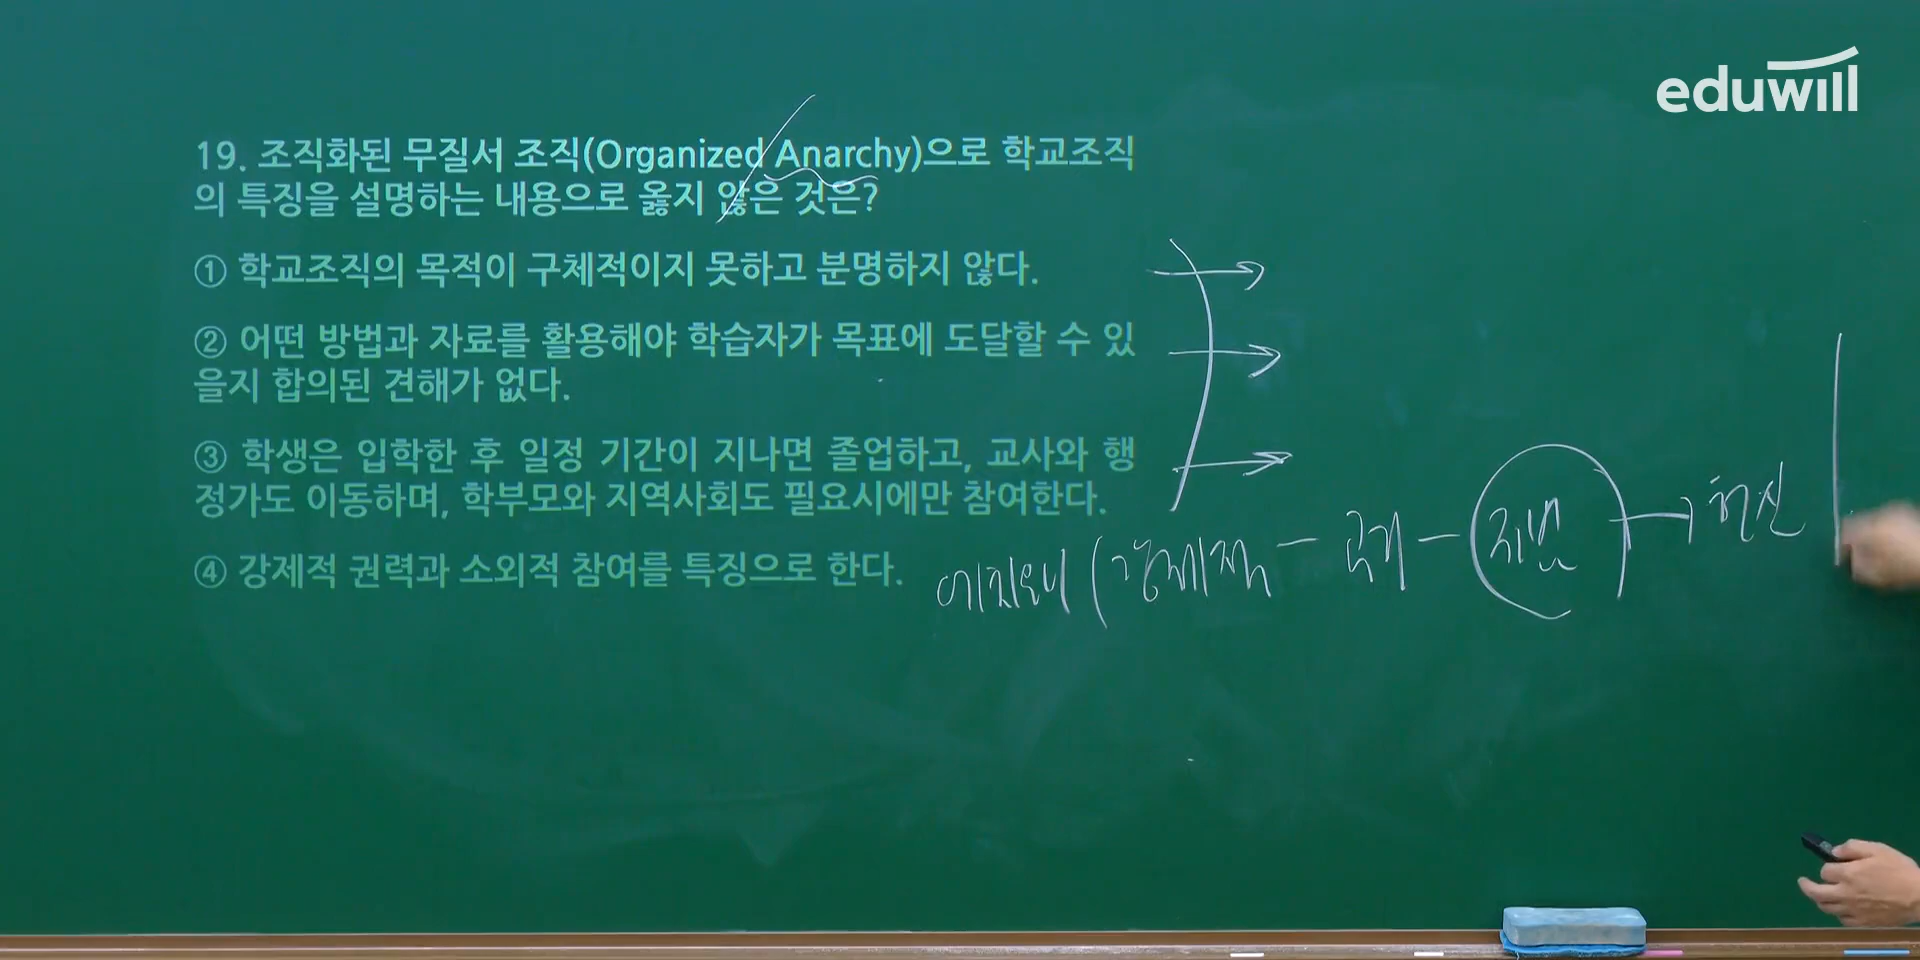 eduwill
19. 조직화된 무질서 조직(Organized Anarchy)으로 학교조직
의 특징을 설명하는 내용으로 옳지 않은 것은?
① 학교조직의 목적이 구체적이지 못하고 분명하지 않다.
② 어떤 방법과 자료를 활용해야 학습자가 목표에 도달할 수 있
을지 합의된 견해가 없다.
③ 학생은 입학한 후 일정 기간이 지나면 졸업하고, 교사와 행
정가도 이동하며, 학부모와 지역사회도 필요시에만 참여한다.
④ 강제적 권력과 소외적 참여를 특징으로 한다.
에치오니 (강제적 -